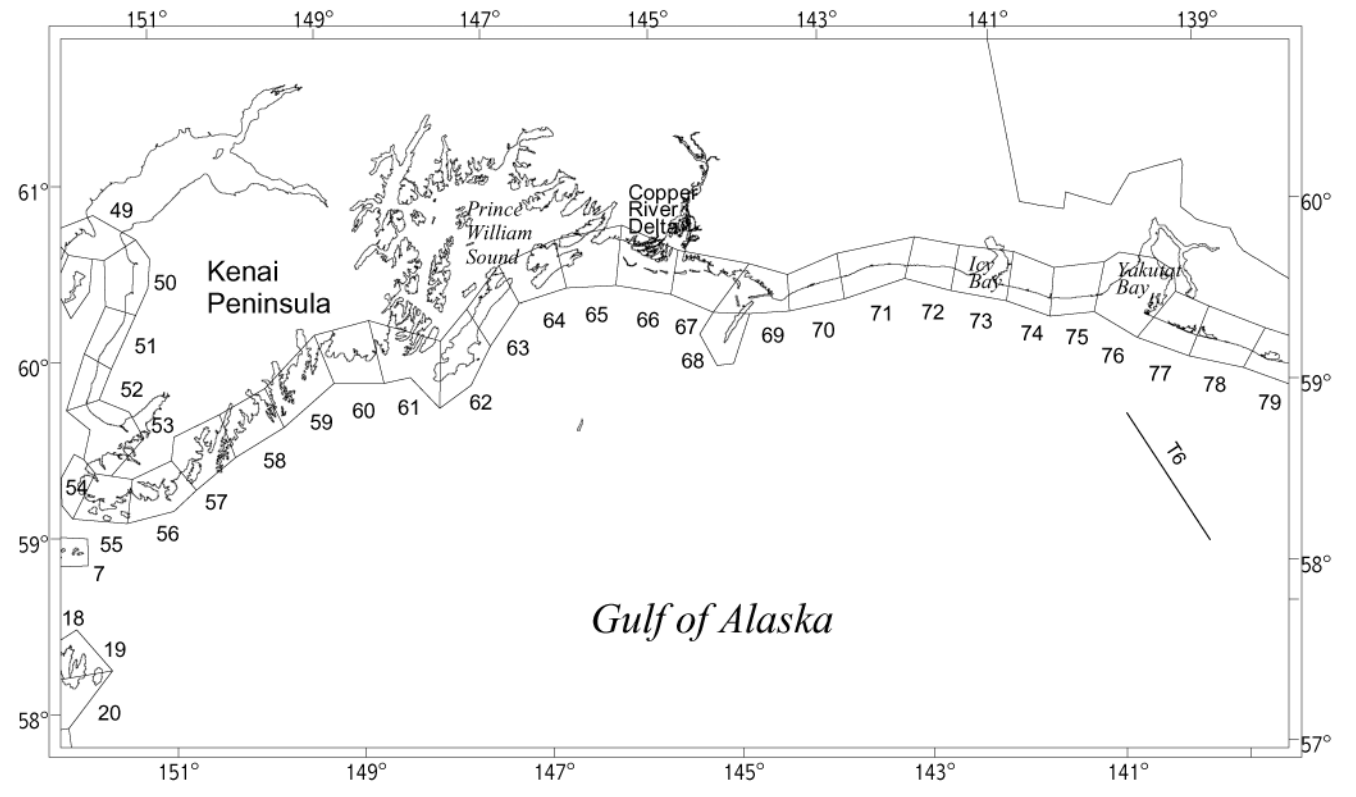 151° 149° 147° 145° 143° 141° 139°
61°
60°
59°
58°
60°
59°
58°
57°
49
50
51
52
53
54
55
56
57
58
59
60
61
62
63
64
65
66
67
68
69
70
71
72
73
74
75
76
77
78
79
7
18
19
20
Kenai
Peninsula
Prince
William
Sound
Copper
River
Delta
Icy
Bay
Yakutat
Bay
T6
Gulf of Alaska
151° 149° 147° 145° 143° 141°